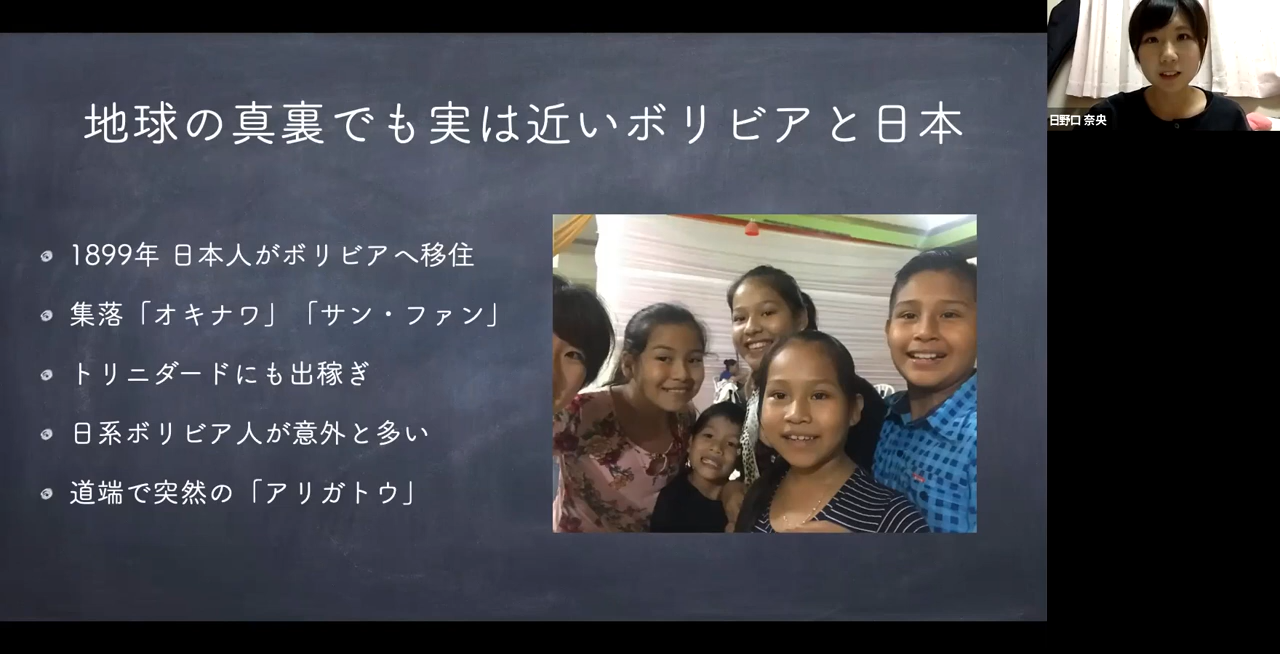 地球の真裏でも実は近いボリビアと日本
1899年 日本人がボリビアへ移住
集落「オキナワ」「サン・ファン」
トリニダードにも出稼ぎ
日系ボリビア人が意外と多い
道端で突然の「アリガトウ」
日野口 奈央